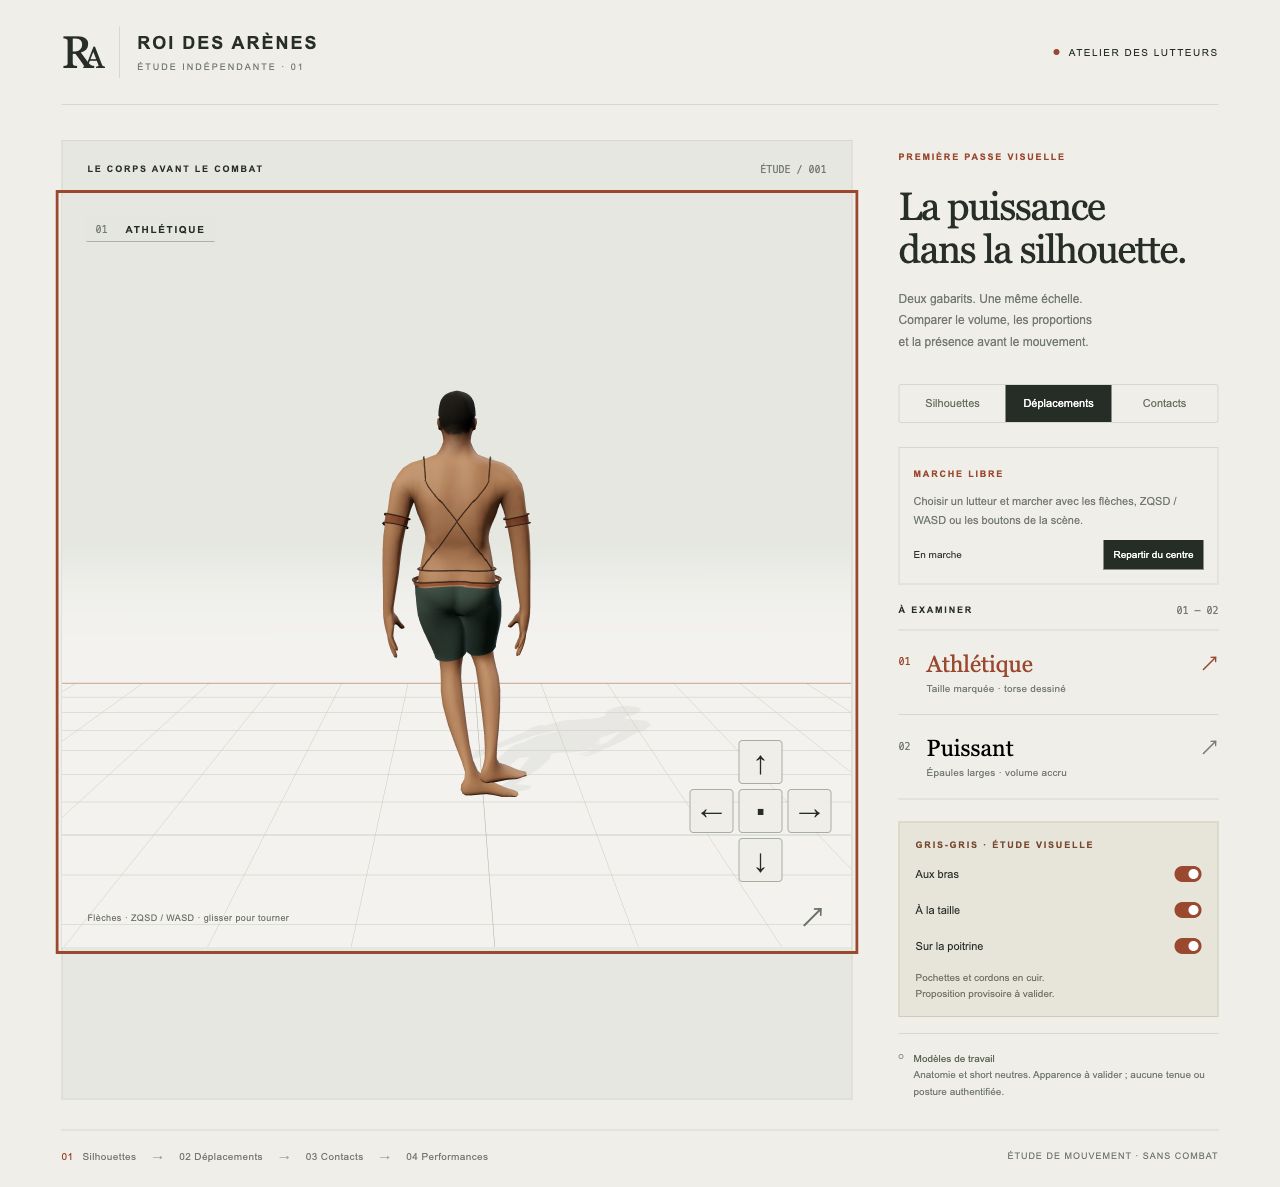 RA
ROI DES ARÈNES
ÉTUDE INDÉPENDANTE · 01
ATELIER DES LUTTEURS
LE CORPS AVANT LE COMBAT
ÉTUDE / 001
01 ATHLÉTIQUE
↑
← ▪ →
↓
Flèches · ZQSD / WASD · glisser pour tourner
↗
PREMIÈRE PASSE VISUELLE
La puissance
dans la silhouette.
Deux gabarits. Une même échelle.
Comparer le volume, les proportions
et la présence avant le mouvement.
Silhouettes Déplacements Contacts
MARCHE LIBRE
Choisir un lutteur et marcher avec les flèches, ZQSD /
WASD ou les boutons de la scène.
En marche Repartir du centre
À EXAMINER 01 — 02
01 Athlétique ↗
Taille marquée · torse dessiné
02 Puissant ↗
Épaules larges · volume accru
GRIS-GRIS · ÉTUDE VISUELLE
Aux bras
À la taille
Sur la poitrine
Pochettes et cordons en cuir.
Proposition provisoire à valider.
Modèles de travail
Anatomie et short neutres. Apparence à valider ; aucune tenue ou
posture authentifiée.
01 Silhouettes → 02 Déplacements → 03 Contacts → 04 Performances
ÉTUDE DE MOUVEMENT · SANS COMBAT